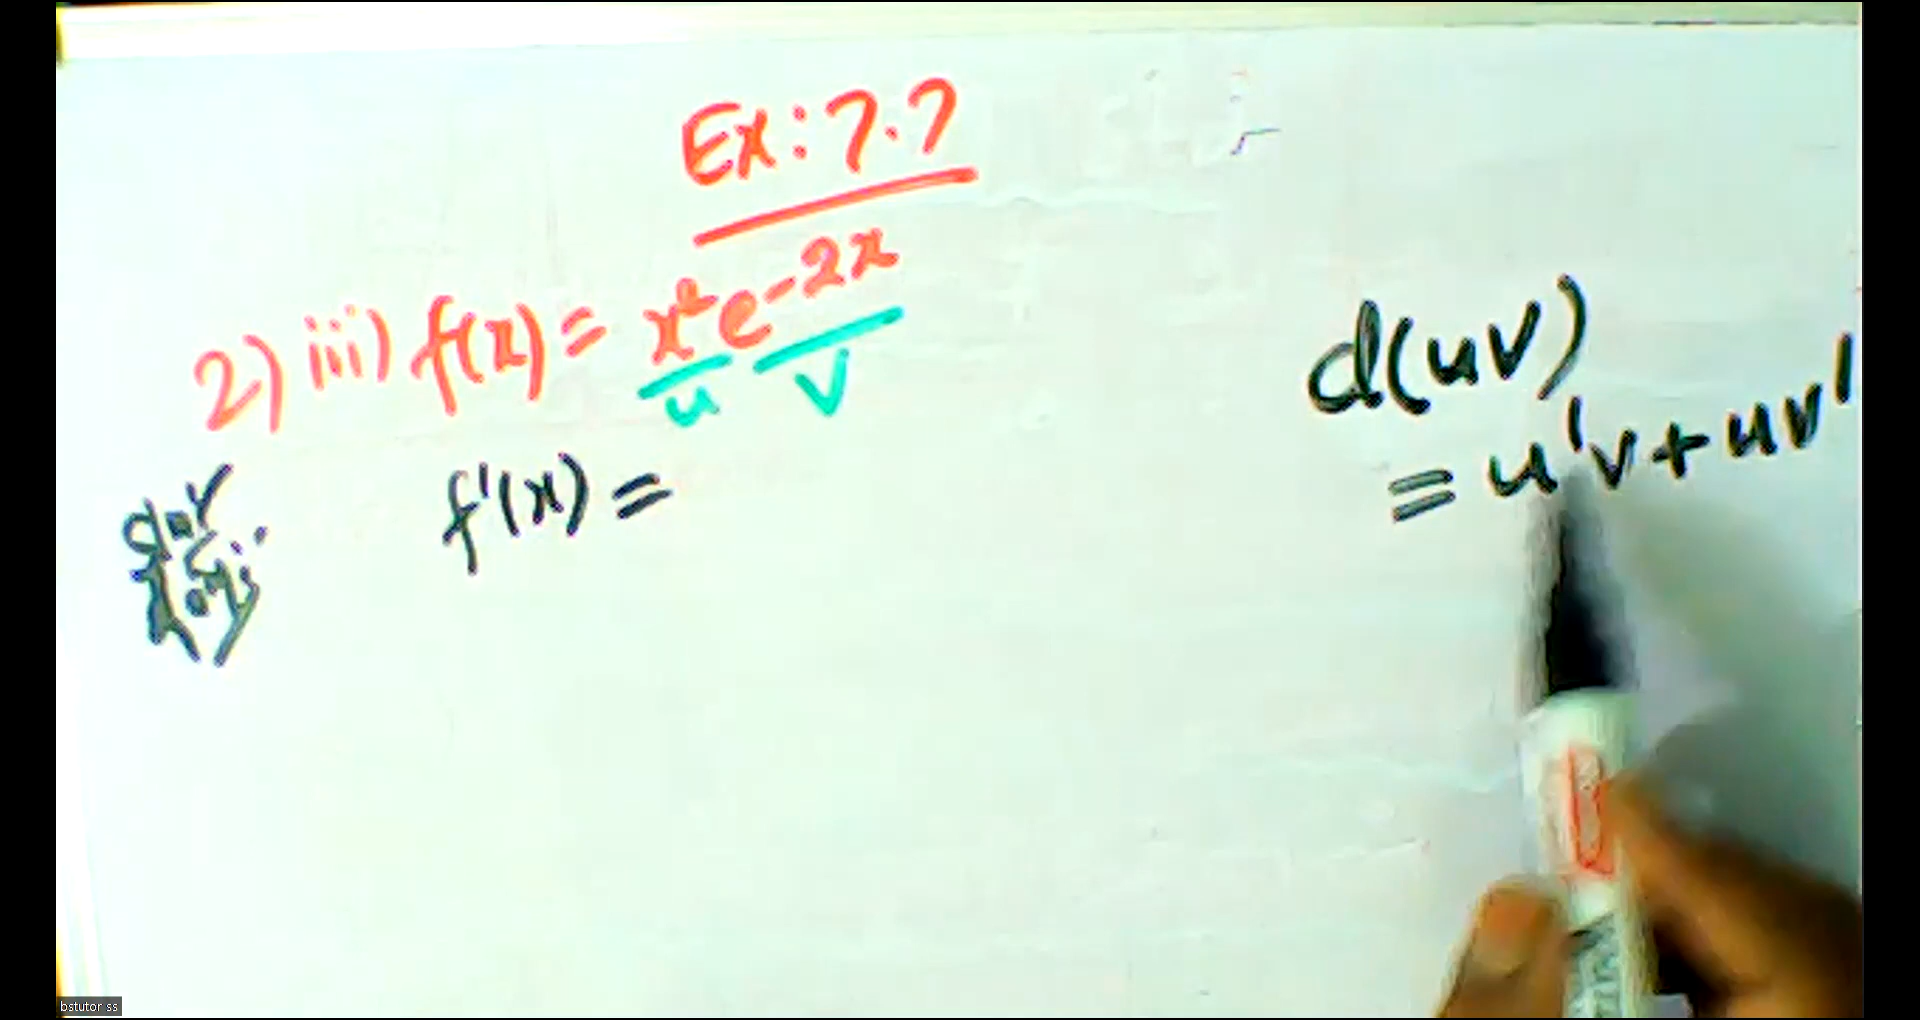 Ex: 7.7
2) iii) f(x) = x²e⁻²ˣ
u v
f'(x) =
d(uv)
= u'v + uv'
bstutor ss